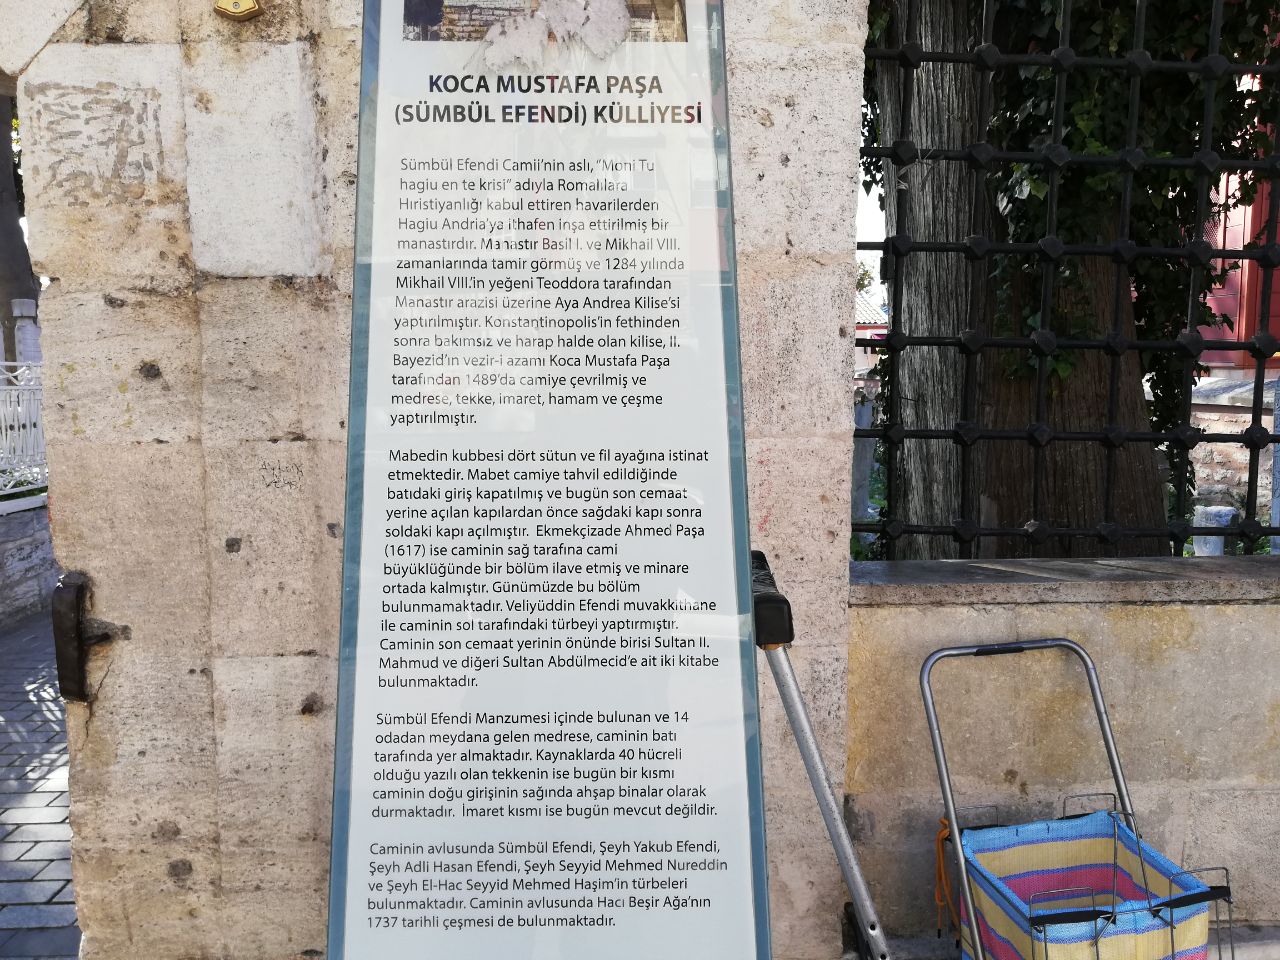 KOCA MUSTAFA PAŞA
(SÜMBÜL EFENDİ) KÜLLİYESİ
Sümbül Efendi Camii'nin aslı, "Moni Tu
hagiu en te krisi" adıyla Romalılara
Hıristiyanlığı kabul ettiren havarilerden
Hagiu Andria'ya ithafen inşa ettirilmiş bir
manastırdır. Manastır Basil I. ve Mikhail VIII.
zamanlarında tamir görmüş ve 1284 yılında
Mikhail VIII.'in yeğeni Teoddora tarafından
Manastır arazisi üzerine Aya Andrea Kilise'si
yaptırılmıştır. Konstantinopolis'in fethinden
sonra bakımsız ve harap halde olan kilise, II.
Bayezid'ın vezir-i azamı Koca Mustafa Paşa
tarafından 1489'da camiye çevrilmiş ve
medrese, tekke, imaret, hamam ve çeşme
yaptırılmıştır.
Mabedin kubbesi dört sütun ve fil ayağına istinat
etmektedir. Mabet camiye tahvil edildiğinde
batıdaki giriş kapatılmış ve bugün son cemaat
yerine açılan kapılardan önce sağdaki kapı sonra
soldaki kapı açılmıştır. Ekmekçizade Ahmed Paşa
(1617) ise caminin sağ tarafına cami
büyüklüğünde bir bölüm ilave etmiş ve minare
ortada kalmıştır. Günümüzde bu bölüm
bulunmamaktadır. Veliyüddin Efendi muvakkithane
ile caminin sol tarafındaki türbeyi yaptırmıştır.
Caminin son cemaat yerinin önünde birisi Sultan II.
Mahmud ve diğeri Sultan Abdülmecid'e ait iki kitabe
bulunmaktadır.
Sümbül Efendi Manzumesi içinde bulunan ve 14
odadan meydana gelen medrese, caminin batı
tarafında yer almaktadır. Kaynaklarda 40 hücreli
olduğu yazılı olan tekkenin ise bugün bir kısmı
caminin doğu girişinin sağında ahşap binalar olarak
durmaktadır. İmaret kısmı ise bugün mevcut değildir.
Caminin avlusunda Sümbül Efendi, Şeyh Yakub Efendi,
Şeyh Adli Hasan Efendi, Şeyh Seyyid Mehmed Nureddin
ve Şeyh El-Hac Seyyid Mehmed Haşim'in türbeleri
bulunmaktadır. Caminin avlusunda Hacı Beşir Ağa'nın
1737 tarihli çeşmesi de bulunmaktadır.